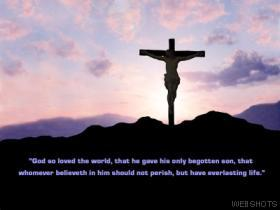 "God so loved the world, that he gave his only begotten son, that
whomever believeth in him should not perish, but have everlasting life."
WEBSHOTS